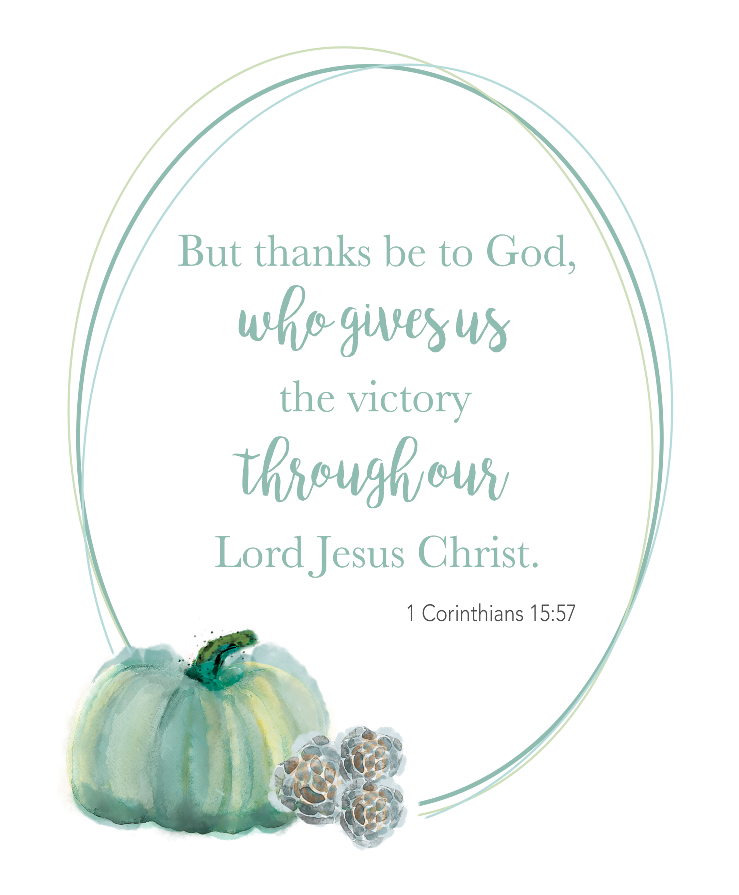 But thanks be to God,
who gives us
the victory
through our
Lord Jesus Christ.
1 Corinthians 15:57